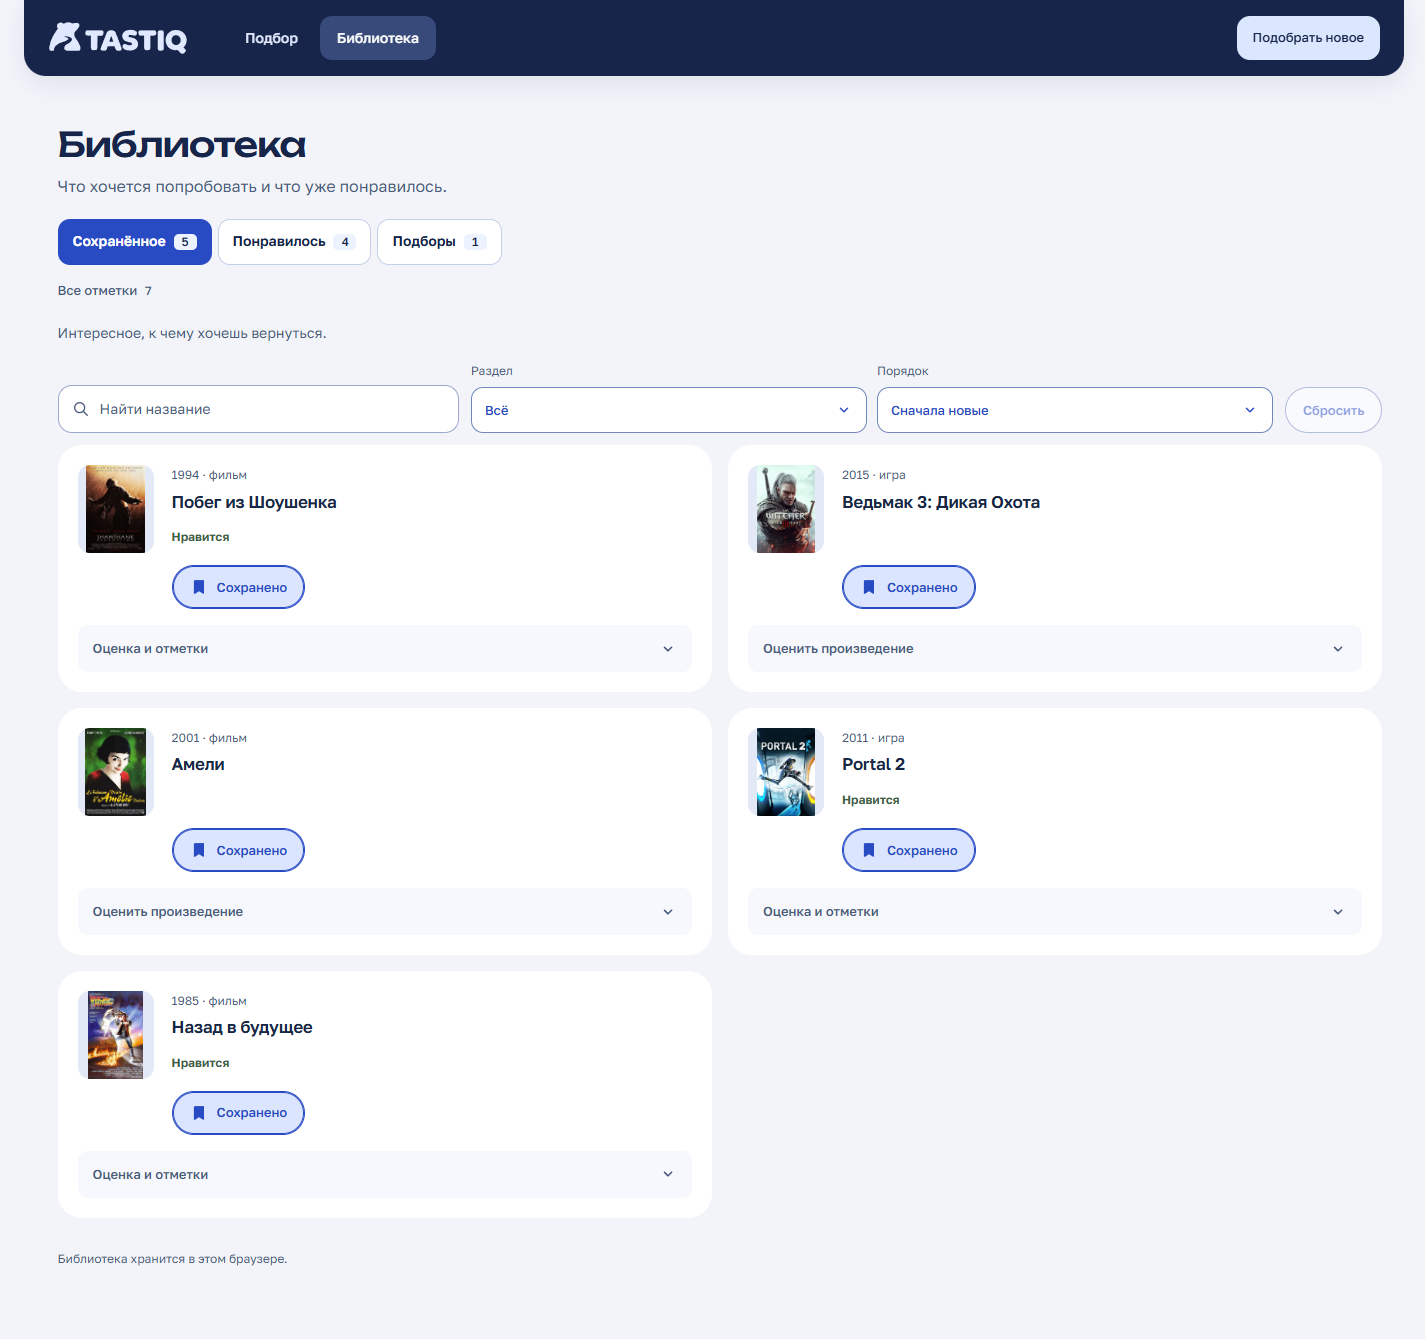 TASTIQ
Подбор
Библиотека
Подобрать новое
Библиотека
Что хочется попробовать и что уже понравилось.
Сохранённое 5
Понравилось 4
Подборы 1
Все отметки 7
Интересное, к чему хочешь вернуться.
Найти название
Раздел
Всё
Порядок
Сначала новые
Сбросить
1994 · фильм
Побег из Шоушенка
Нравится
Сохранено
Оценка и отметки
2015 · игра
Ведьмак 3: Дикая Охота
Сохранено
Оценить произведение
WITCHER
2001 · фильм
Амели
Сохранено
Оценить произведение
d'Amélie
2011 · игра
Portal 2
Нравится
Сохранено
Оценка и отметки
PORTAL 2
1985 · фильм
Назад в будущее
Нравится
Сохранено
Оценка и отметки
Библиотека хранится в этом браузере.